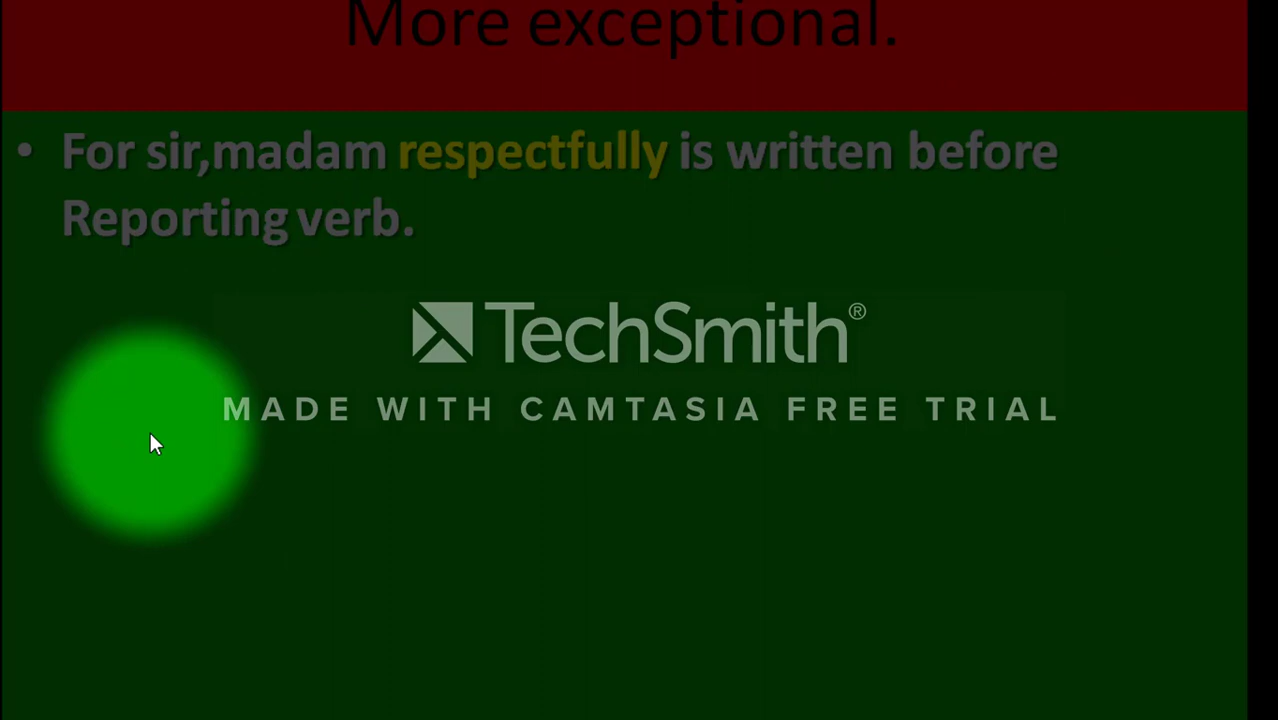 More exceptional.
• For sir,madam respectfully is written before
Reporting verb.
TechSmith®
MADE WITH CAMTASIA FREE TRIAL